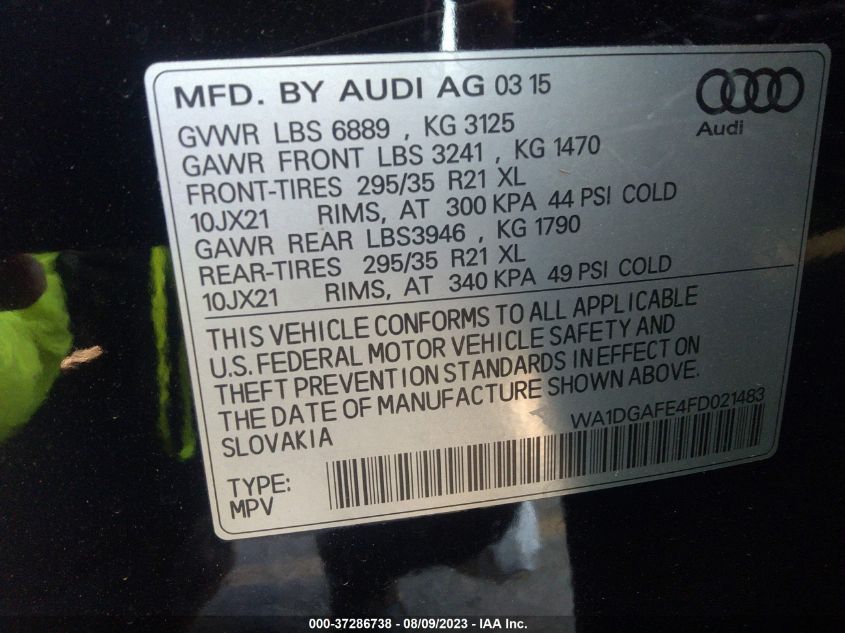 MFD. BY AUDI AG 03 15
Audi
GVWR LBS 6889 , KG 3125
GAWR FRONT LBS 3241 , KG 1470
FRONT-TIRES 295/35 R21 XL
10JX21 RIMS, AT 300 KPA 44 PSI COLD
GAWR REAR LBS3946 , KG 1790
REAR-TIRES 295/35 R21 XL
10JX21 RIMS, AT 340 KPA 49 PSI COLD
THIS VEHICLE CONFORMS TO ALL APPLICABLE
U.S. FEDERAL MOTOR VEHICLE SAFETY AND
THEFT PREVENTION STANDARDS IN EFFECT ON
THE DATE OF MANUFACTURE SHOWN ABOVE.
SLOVAKIA
WA1DGAFE4FD021483
TYPE:
MPV
000-37286738 - 08/09/2023 - IAA Inc.